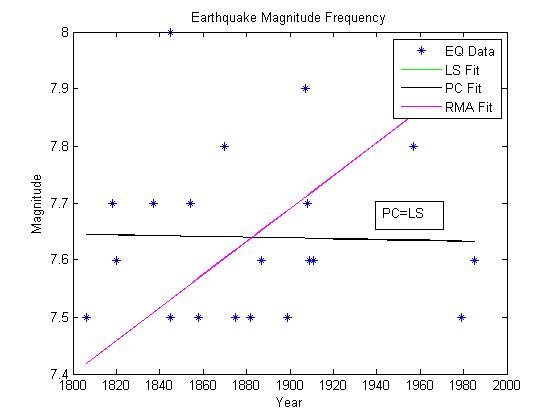 Earthquake Magnitude Frequency
8
7.9
7.8
7.7
7.6
7.5
7.4
Magnitude
EQ Data
LS Fit
PC Fit
RMA Fit
PC=LS
1800 1820 1840 1860 1880 1900 1920 1940 1960 1980 2000
Year